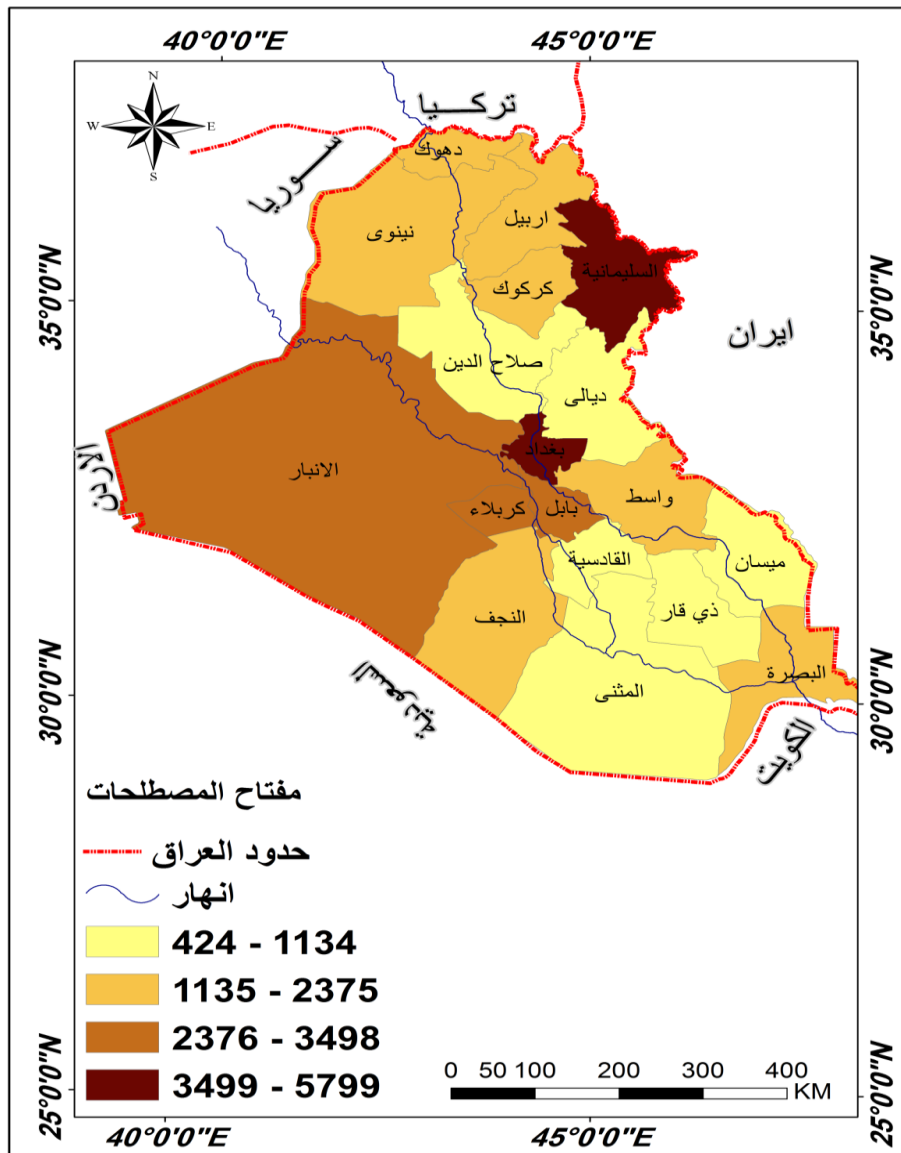 40°0'0"E 45°0'0"E
N
W E
S
تركـــيا
ســـوريا
دهوك
نينوى
اربيل
السليمانية
كركوك
35°0'0"N
35°0'0"N
ايران
صلاح الدين
ديالى
بغداد
الانبار
الاردن
واسط
بابل
كربلاء
القادسية
ميسان
ذي قار
النجف
البصرة
المثنى
السعودية
الكويت
30°0'0"N
30°0'0"N
مفتاح المصطلحات
حدود العراق
انهار
424 - 1134
1135 - 2375
2376 - 3498
3499 - 5799
0 50 100 200 300 400
KM
25°0'0"N
25°0'0"N
40°0'0"E 45°0'0"E